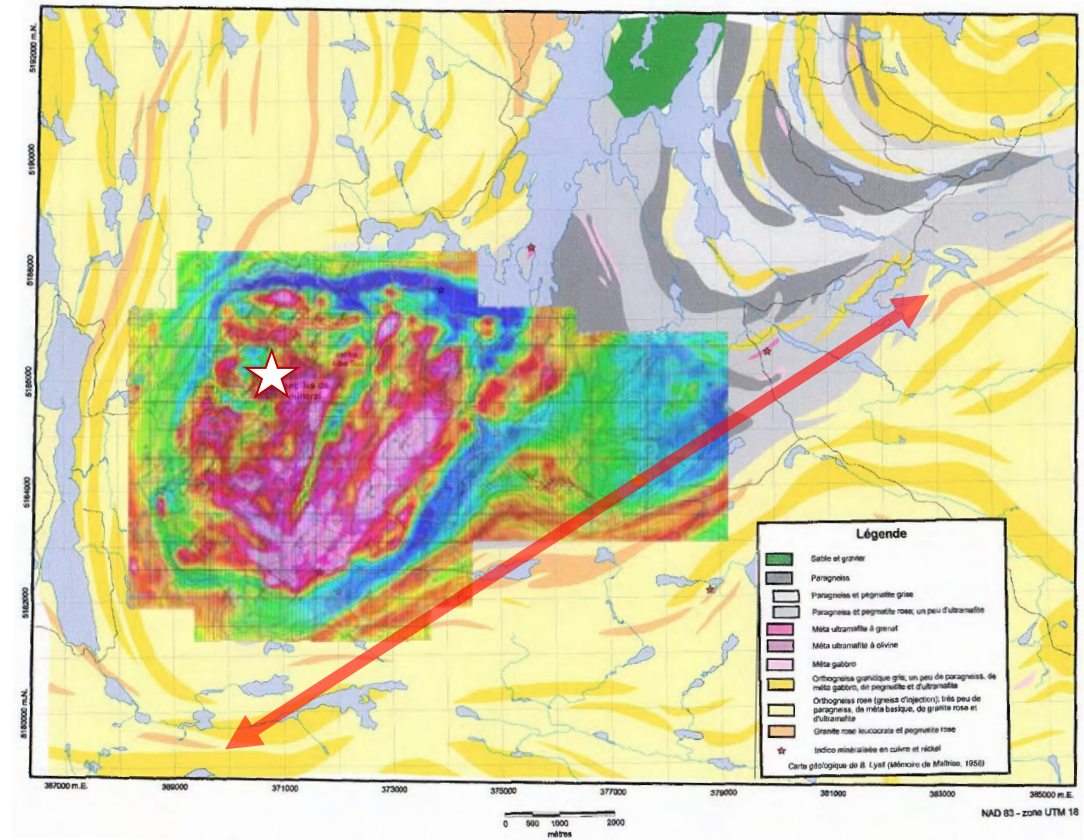 5192000 m.N.
5190000
5188000
5186000
5184000
5182000
5180000 m.N.
Légende
Sable et gravier
Paragneiss
Paragneiss et pegmatite grise
Paragneiss et pegmatite rose; un peu d'ultramafite
Méta ultramafite à grenat
Méta ultramafite à olivine
Méta gabbro
Orthogneiss granitique gris; un peu de paragneiss, de
méta gabbro, de pegmatite et d'ultramafite
Orthogneiss rose (gneiss d'injection); très peu de
paragneiss, de méta basique, de granite rose et
d'ultramafite
Granite rose leucocrate et pegmatite rose
Indice minéralisée en cuivre et nickel
Carte géologique de B. Lyall (Mémoire de Maîtrise, 1958)
367000 m.E.
369000
371000
373000
375000
377000
379000
381000
383000
385000 m.E.
NAD 83 - zone UTM 18
0 500 1000 2000
mètres